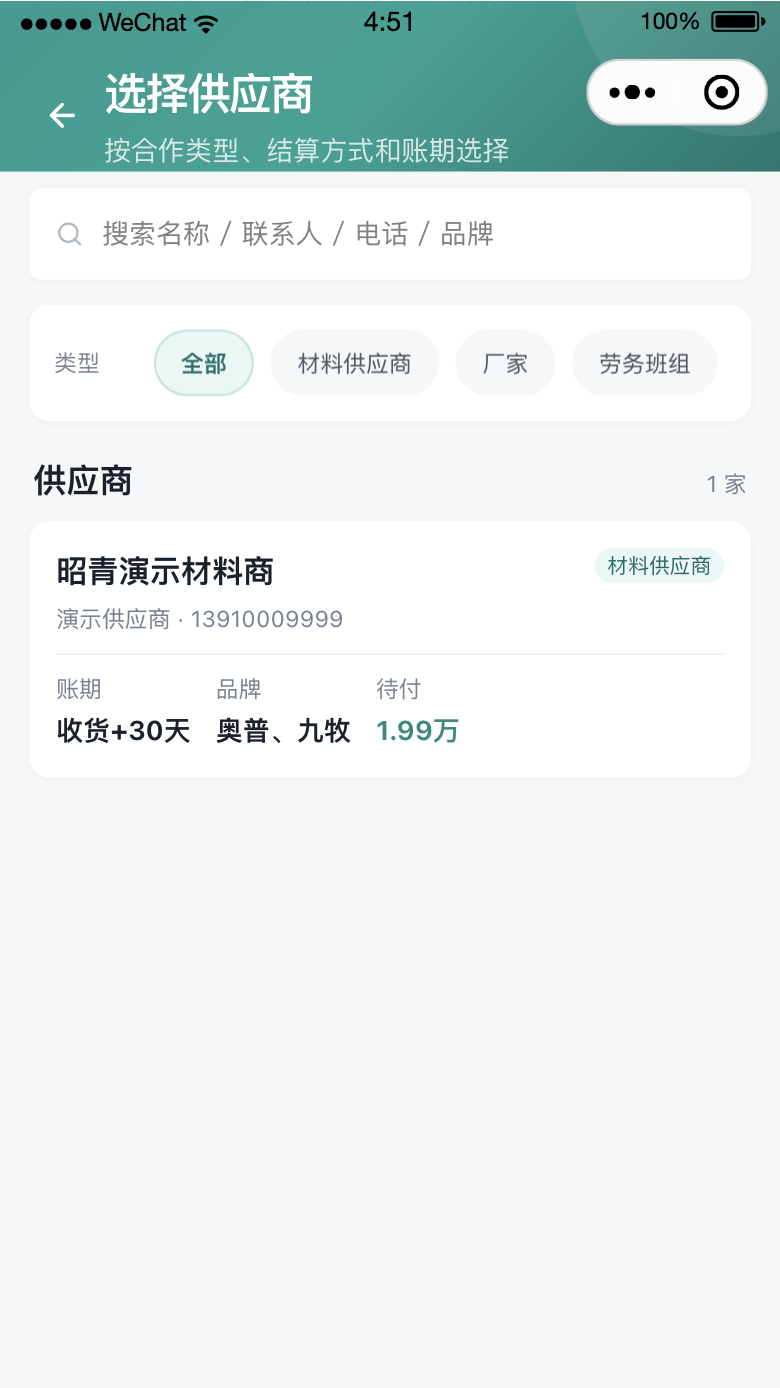 WeChat 4:51 100%
选择供应商
按合作类型、结算方式和账期选择
搜索名称 / 联系人 / 电话 / 品牌
类型 全部 材料供应商 厂家 劳务班组
供应商 1 家
昭青演示材料商 材料供应商
演示供应商 · 13910009999
账期 品牌 待付
收货+30天 奥普、九牧 1.99万